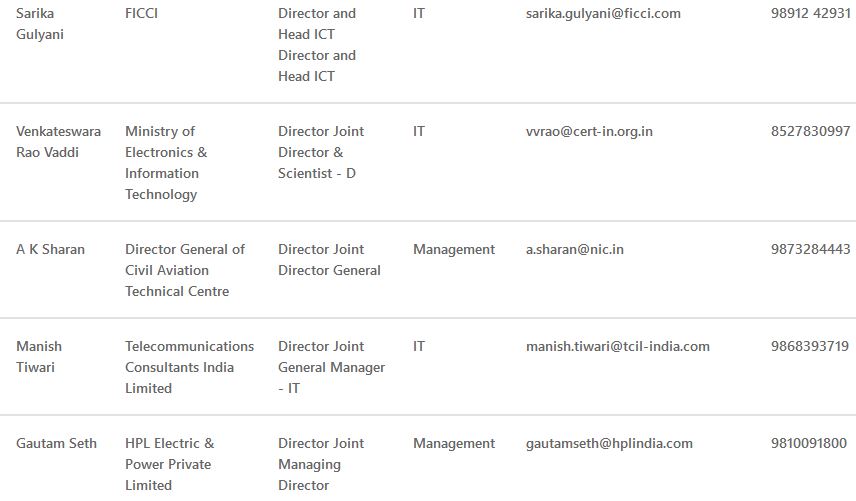 Sarika Gulyani
FICCI
Director and Head ICT Director and Head ICT
IT
sarika.gulyani@ficci.com
98912 42931
Venkateswara Rao Vaddi
Ministry of Electronics & Information Technology
Director Joint Director & Scientist - D
IT
vvrao@cert-in.org.in
8527830997
A K Sharan
Director General of Civil Aviation Technical Centre
Director Joint Director General
Management
a.sharan@nic.in
9873284443
Manish Tiwari
Telecommunications Consultants India Limited
Director Joint General Manager - IT
IT
manish.tiwari@tcil-india.com
9868393719
Gautam Seth
HPL Electric & Power Private Limited
Director Joint Managing Director
Management
gautamseth@hplindia.com
9810091800